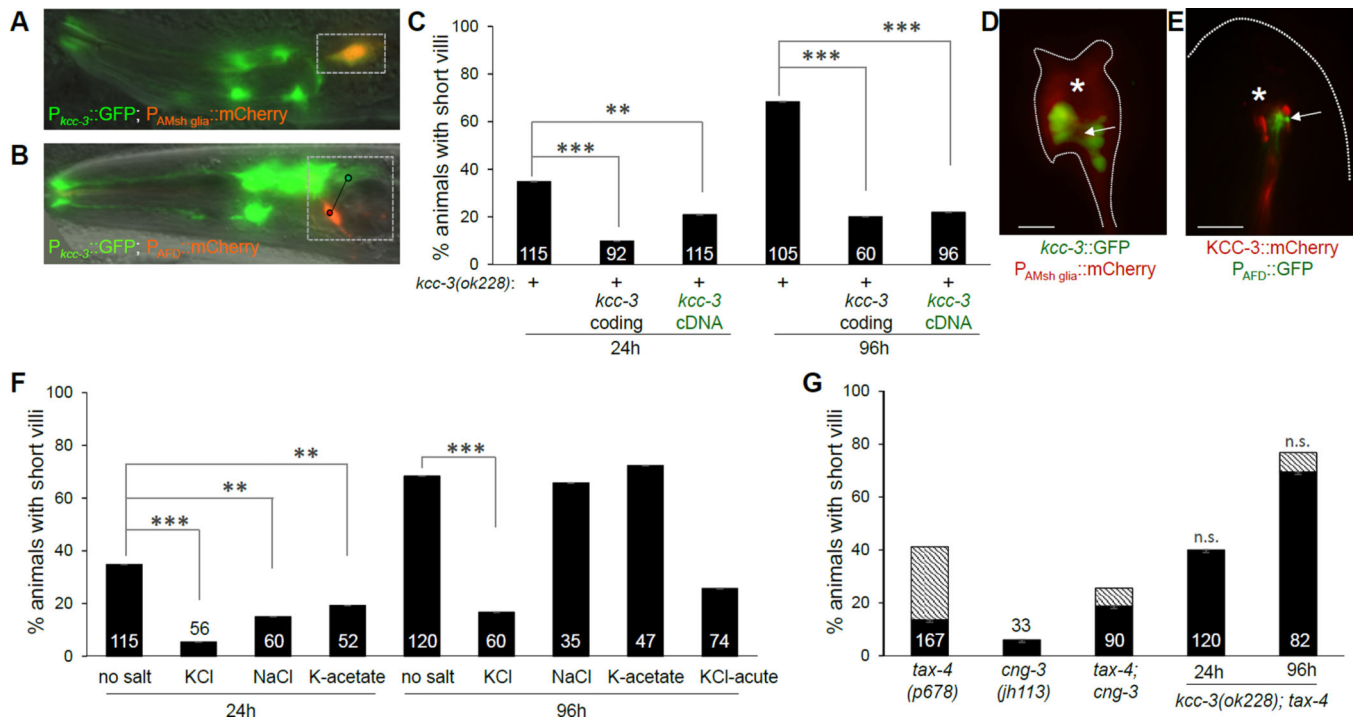 A
P kcc-3::GFP; P AMsh glia::mCherry
B
P kcc-3::GFP; P AFD::mCherry
C
% animals with short villi
100
80
60
40
20
0
***
**
***
***
115 92 115 105 60 96
kcc-3(ok228): + + + + + +
kcc-3 coding
kcc-3 cDNA
kcc-3 coding
kcc-3 cDNA
24h 96h
D
*
kcc-3::GFP
P AMsh glia::mCherry
E
*
KCC-3::mCherry
P AFD::GFP
F
% animals with short villi
100
80
60
40
20
0
**
**
***
***
115 56 60 52 120 60 35 47 74
no salt KCl NaCl K-acetate no salt KCl NaCl K-acetate KCl-acute
24h 96h
G
% animals with short villi
100
80
60
40
20
0
n.s.
n.s.
167 33 90 120 82
tax-4 (p678)
cng-3 (jh113)
tax-4; cng-3
24h 96h
kcc-3(ok228); tax-4